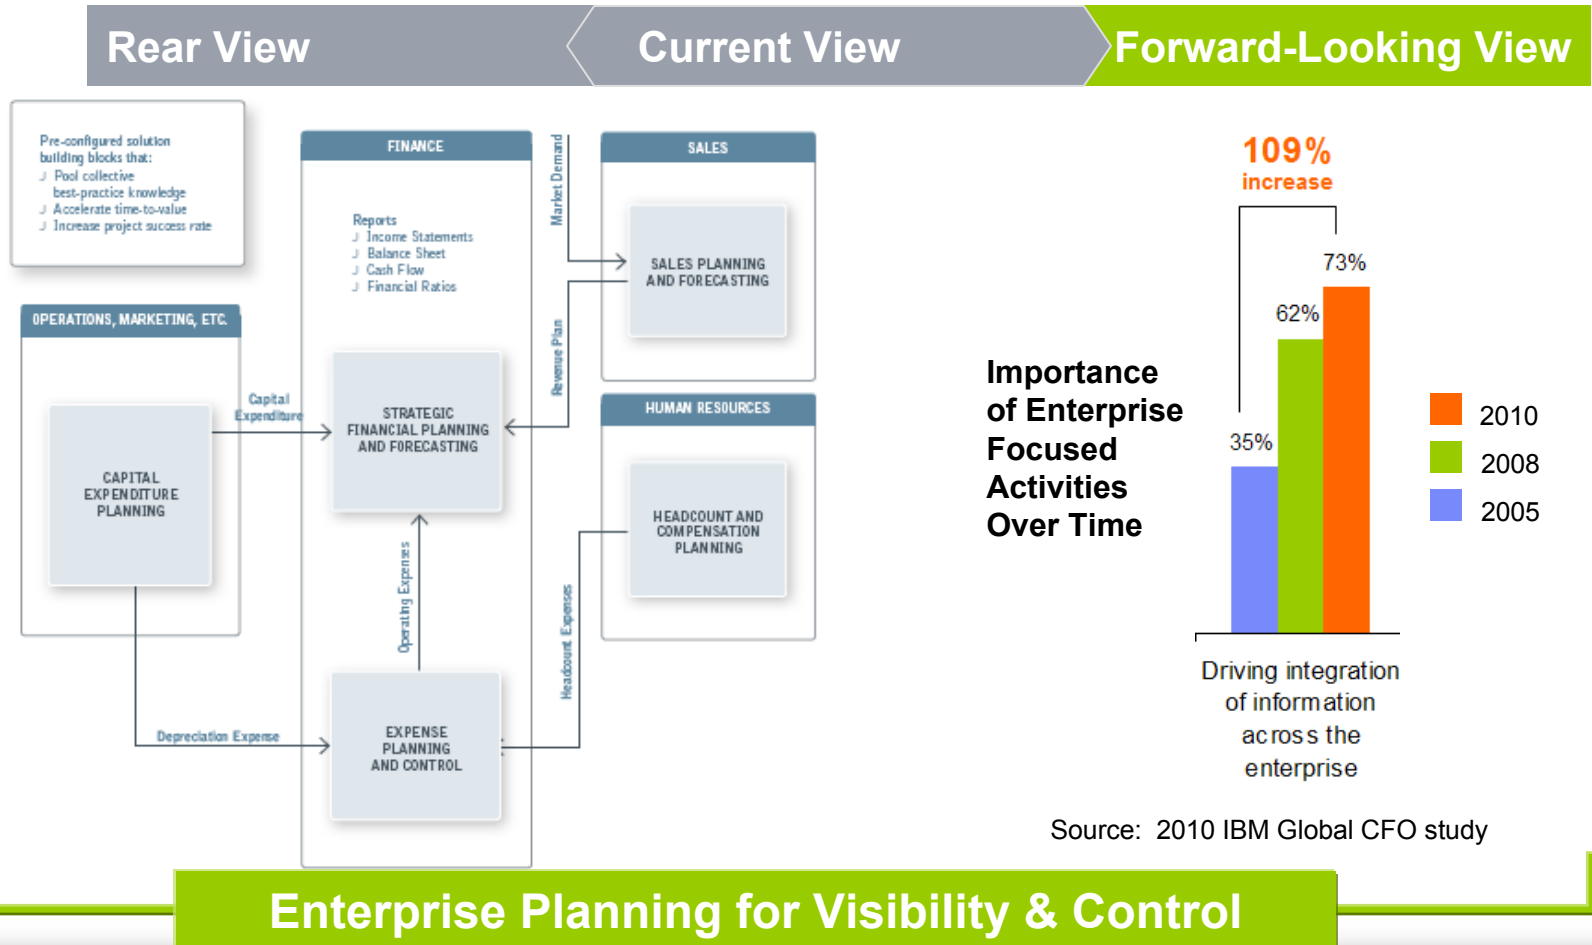 Rear View
Current View
Forward-Looking View
Pre-configured solution
building blocks that:
Pool collective
best-practice knowledge
Accelerate time-to-value
Increase project success rate
OPERATIONS, MARKETING, ETC.
CAPITAL
EXPENDITURE
PLANNING
Capital
Expenditure
Depreciation Expense
FINANCE
Reports
Income Statements
Balance Sheet
Cash Flow
Financial Ratios
STRATEGIC
FINANCIAL PLANNING
AND FORECASTING
Operating Expenses
EXPENSE
PLANNING
AND CONTROL
Market Demand
Revenue Plan
Headcount Expenses
SALES
SALES PLANNING
AND FORECASTING
HUMAN RESOURCES
HEADCOUNT AND
COMPENSATION
PLANNING
Importance
of Enterprise
Focused
Activities
Over Time
109%
increase
73%
62%
35%
2010
2008
2005
Driving integration
of information
across the
enterprise
Source: 2010 IBM Global CFO study
Enterprise Planning for Visibility & Control